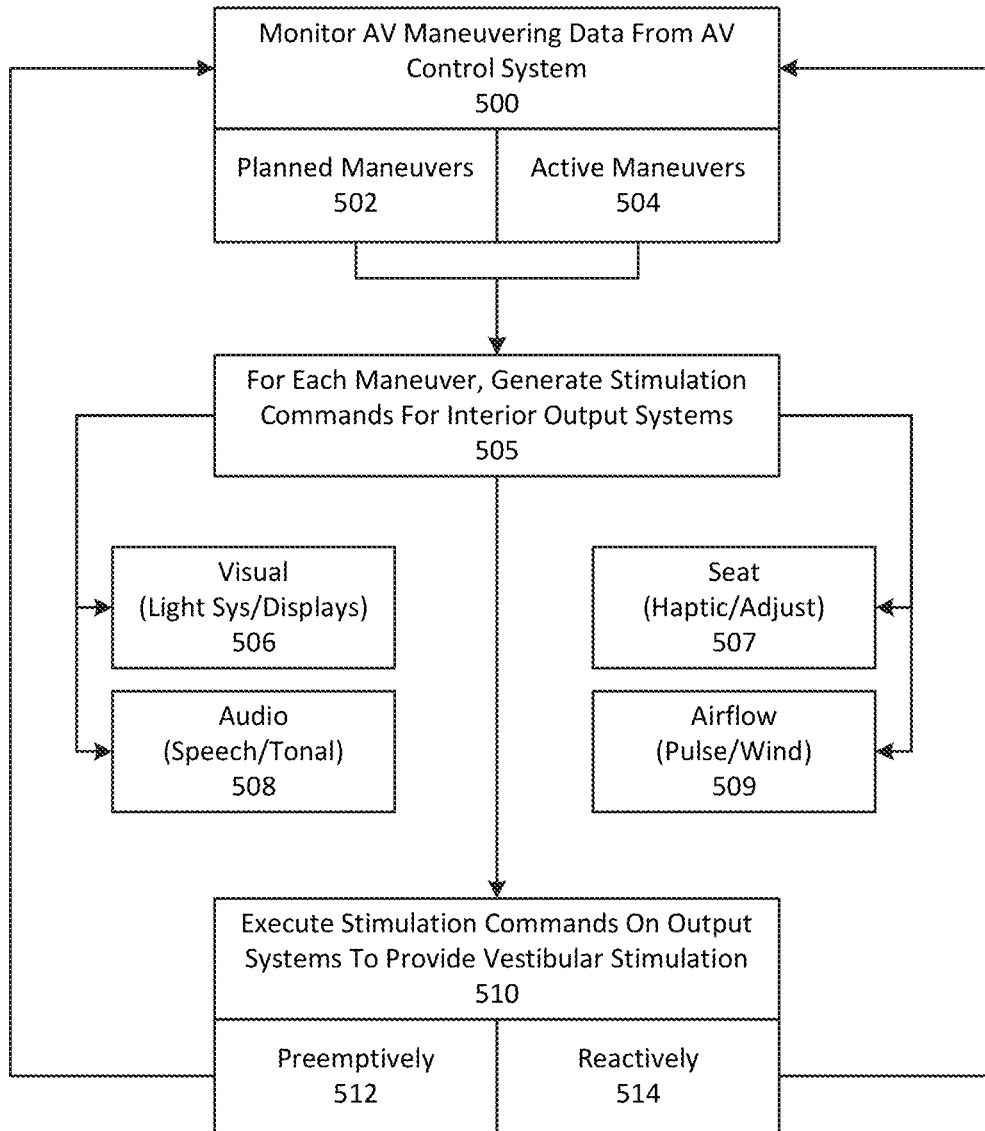 Monitor AV Maneuvering Data From AV
Control System
500
Planned Maneuvers
502
Active Maneuvers
504
For Each Maneuver, Generate Stimulation
Commands For Interior Output Systems
505
Visual
(Light Sys/Displays)
506
Seat
(Haptic/Adjust)
507
Audio
(Speech/Tonal)
508
Airflow
(Pulse/Wind)
509
Execute Stimulation Commands On Output
Systems To Provide Vestibular Stimulation
510
Preemptively
512
Reactively
514